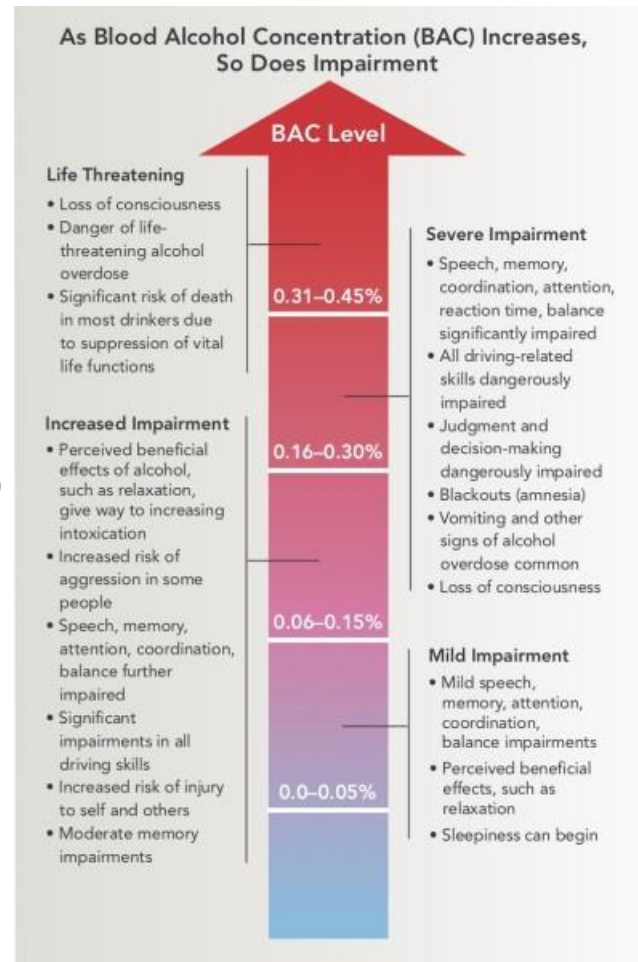 As Blood Alcohol Concentration (BAC) Increases,
So Does Impairment
BAC Level
Life Threatening
• Loss of consciousness
• Danger of life-
threatening alcohol
overdose
• Significant risk of death
in most drinkers due
to suppression of vital
life functions
0.31–0.45%
Severe Impairment
• Speech, memory,
coordination, attention,
reaction time, balance
significantly impaired
• All driving-related
skills dangerously
impaired
• Judgment and
decision-making
dangerously impaired
• Blackouts (amnesia)
• Vomiting and other
signs of alcohol
overdose common
• Loss of consciousness
0.16–0.30%
Increased Impairment
• Perceived beneficial
effects of alcohol,
such as relaxation,
give way to increasing
intoxication
• Increased risk of
aggression in some
people
• Speech, memory,
attention, coordination,
balance further
impaired
• Significant
impairments in all
driving skills
• Increased risk of injury
to self and others
• Moderate memory
impairments
0.06–0.15%
Mild Impairment
• Mild speech,
memory, attention,
coordination,
balance impairments
• Perceived beneficial
effects, such as
relaxation
• Sleepiness can begin
0.0–0.05%